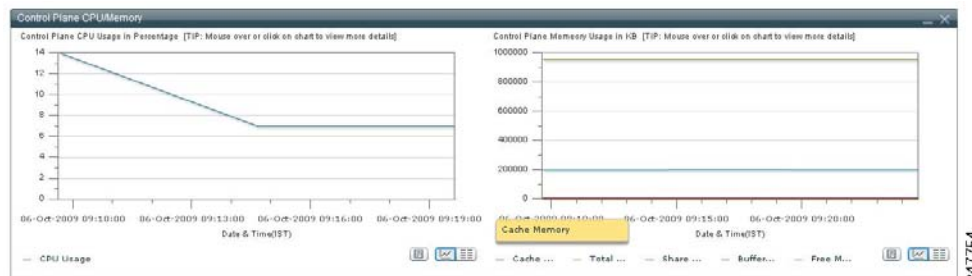 Control Plane CPU/Memory
Control Plane CPU Usage in Percentage [TIP: Mouse over or click on chart to view more details]
14
12
10
8
6
4
2
0
06-Oct-2009 09:10:00 06-Oct-2009 09:13:00 06-Oct-2009 09:16:00 06-Oct-2009 09:19:00
Date & Time(IST)
CPU Usage
Control Plane Memeory Usage in KB [TIP: Mouse over or click on chart to view more details]
1000000
800000
600000
400000
200000
0
06-Oct-2009 09:15:00 06-Oct-2009 09:20:00
Cache Memory
Date & Time(IST)
Cache ... Total ... Share ... Buffer... Free M...